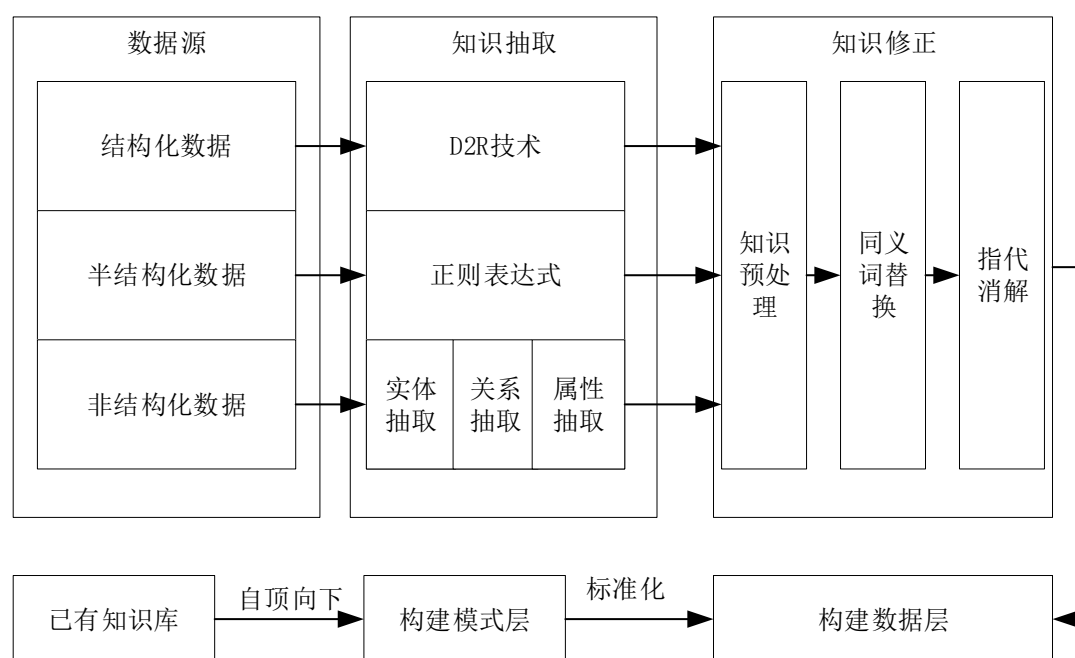 数据源
知识抽取
知识修正
结构化数据
D2R技术
半结构化数据
正则表达式
非结构化数据
实体
抽取
关系
抽取
属性
抽取
知识
预处
理
同义
词替
换
指代
消解
已有知识库
自顶向下
构建模式层
标准化
构建数据层